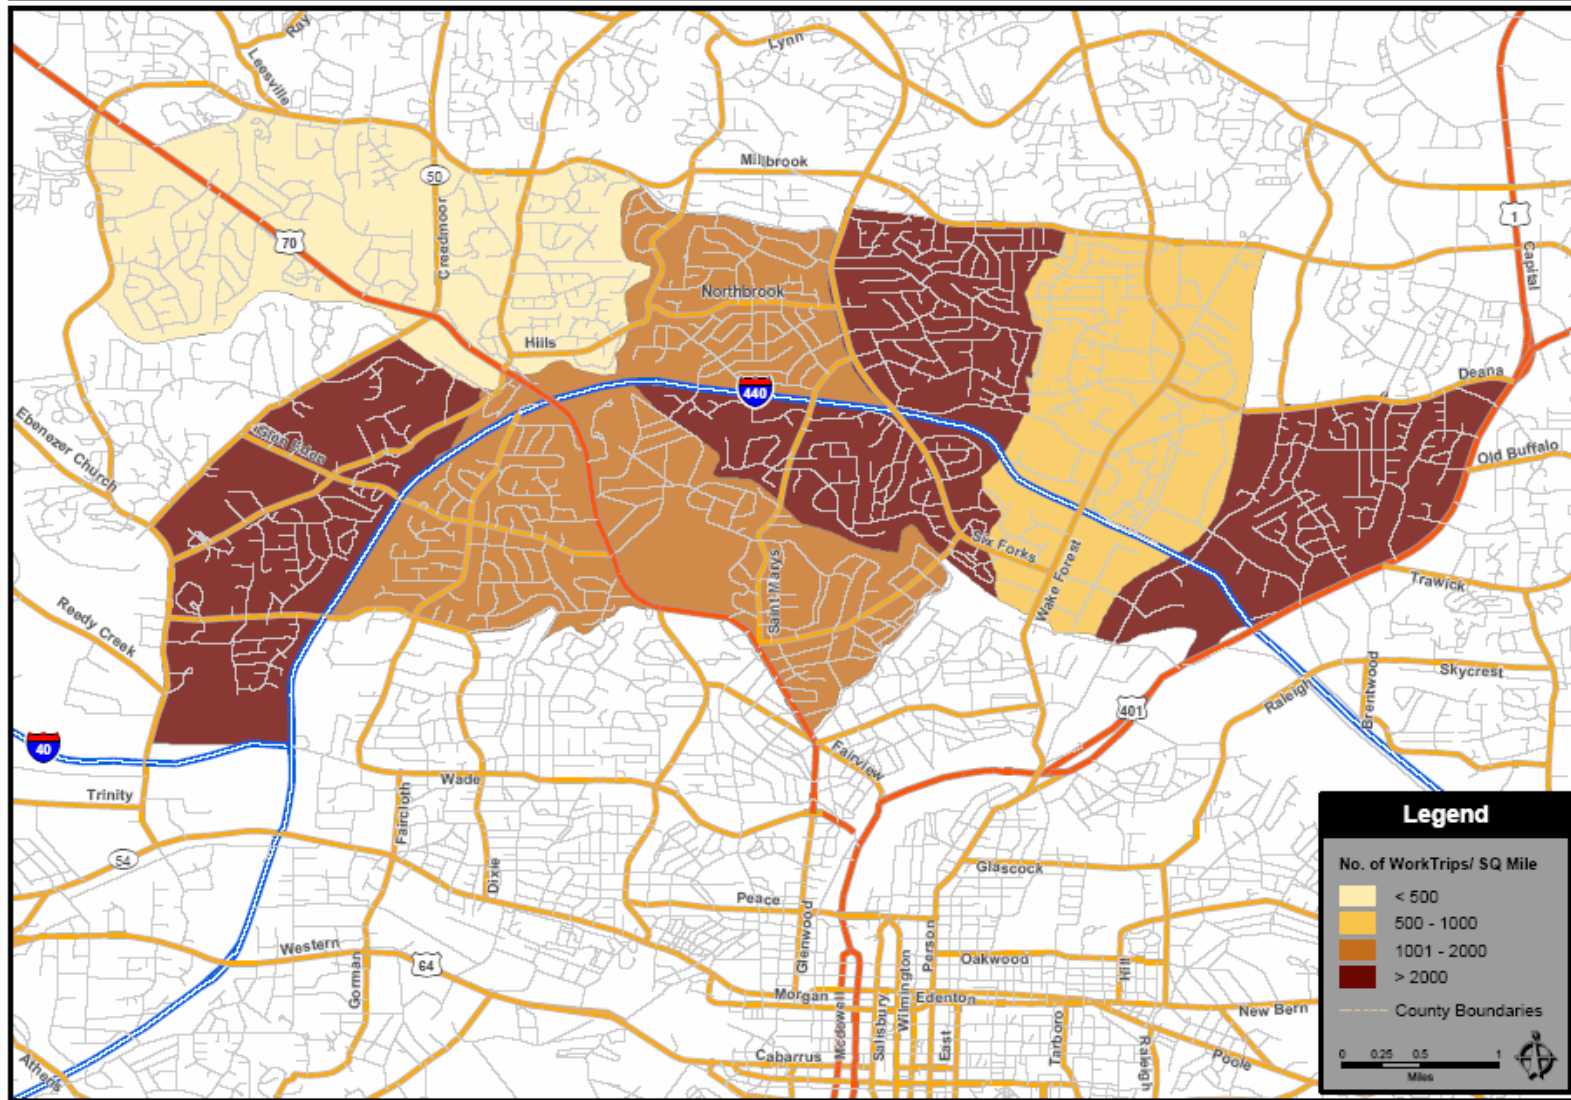 Ray
Leesville
Lynn
Millbrook
50
Creedmoor
70
1
Capital
Northbrook
Hills
440
Deana
Ebenezer Church
Glen Eden
Old Buffalo
Six Forks
Wake Forest
Saint Marys
Trawick
Reedy Creek
Skycrest
Brentwood
Raleigh
401
40
Fairview
Wade
Trinity
Faircloth
54
Dixie
Glascock
Peace
Glenwood
Person
Western
Oakwood
Hill
64
Gorman
Wilmington
Morgan
Edenton
New Bern
Mcdowell
Salisbury
East
Tarboro
Raleigh
Poole
Cabarrus
Athens
Legend
No. of WorkTrips/ SQ Mile
< 500
500 - 1000
1001 - 2000
> 2000
County Boundaries
0 0.25 0.5 1
Miles